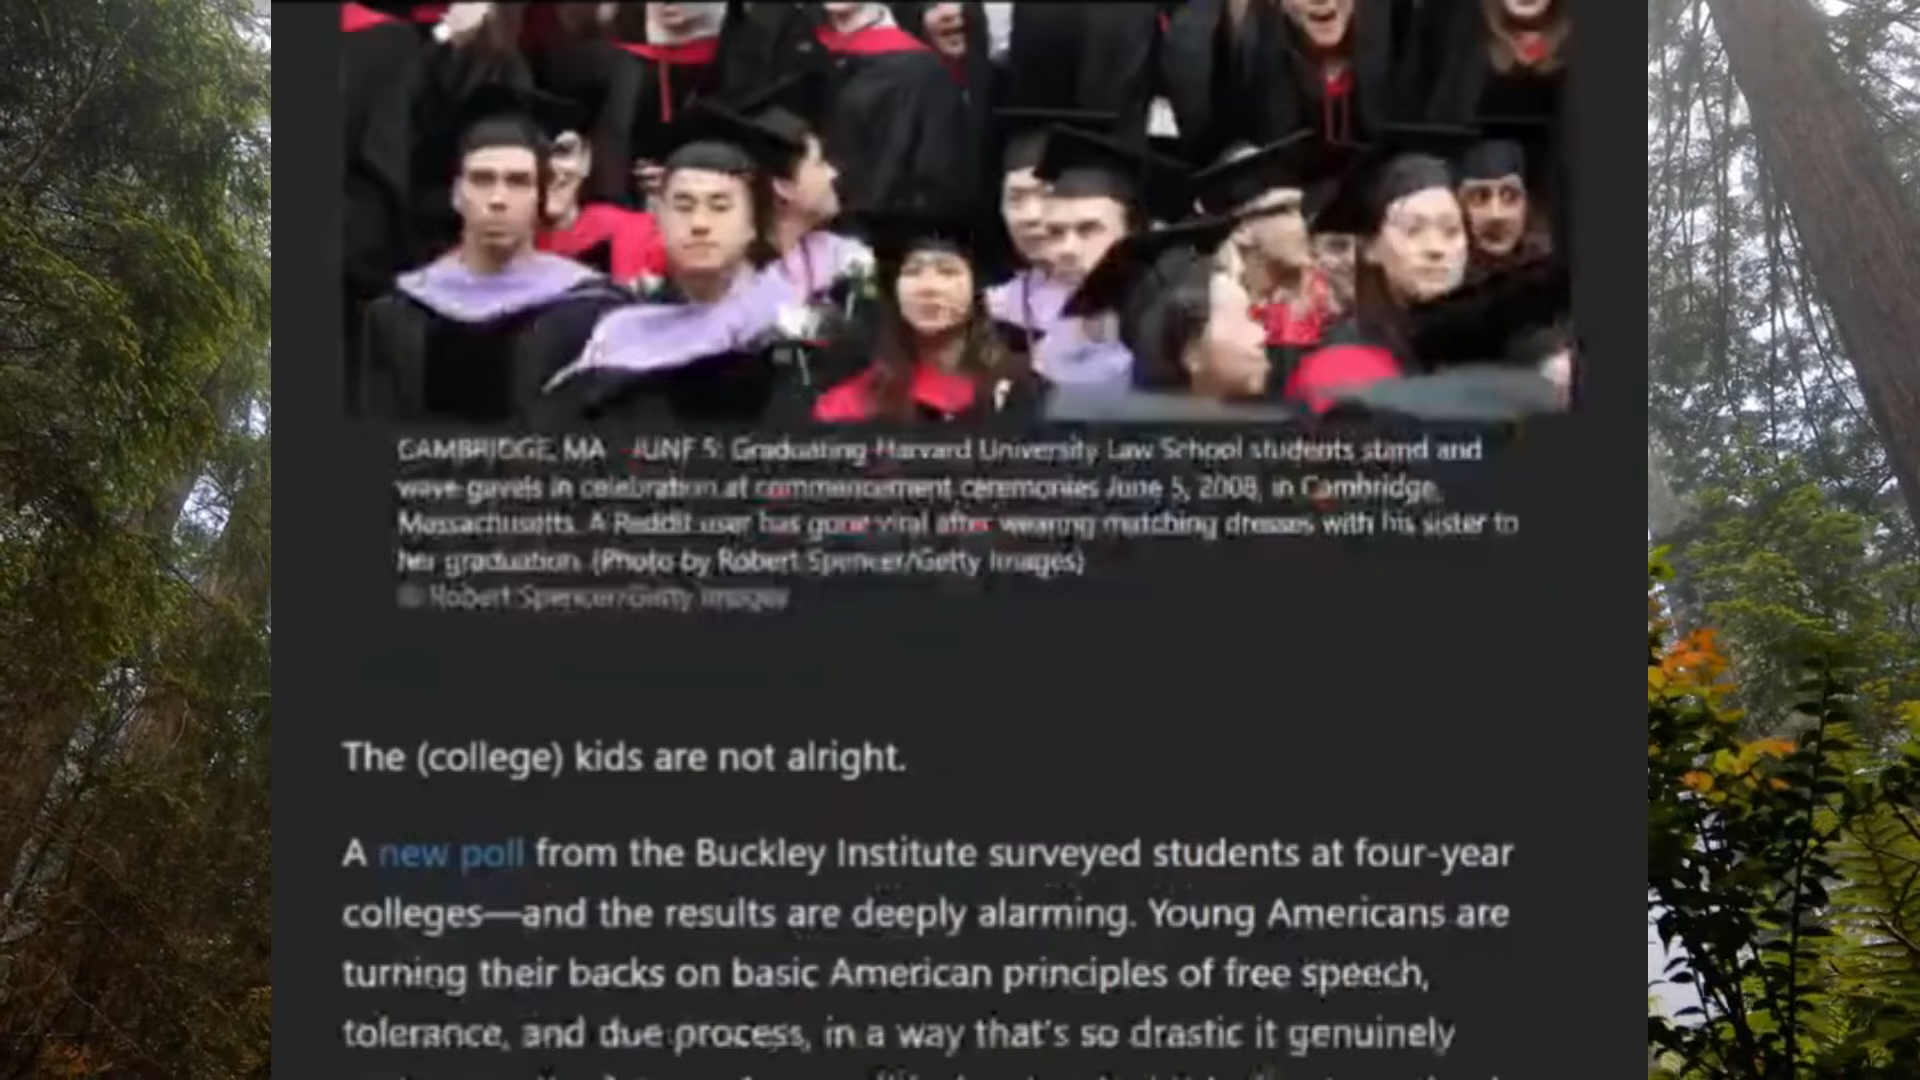 CAMBRIDGE, MA - JUNE 5: Graduating Harvard University Law School students stand and
wave gavels in celebration at commencement ceremonies June 5, 2008, in Cambridge,
Massachusetts. A Reddit user has gone viral after wearing matching dresses with his sister to
her graduation. (Photo by Robert Spencer/Getty Images)
© Robert Spencer/Getty Images
The (college) kids are not alright.
A new poll from the Buckley Institute surveyed students at four-year
colleges—and the results are deeply alarming. Young Americans are
turning their backs on basic American principles of free speech,
tolerance, and due process, in a way that's so drastic it genuinely